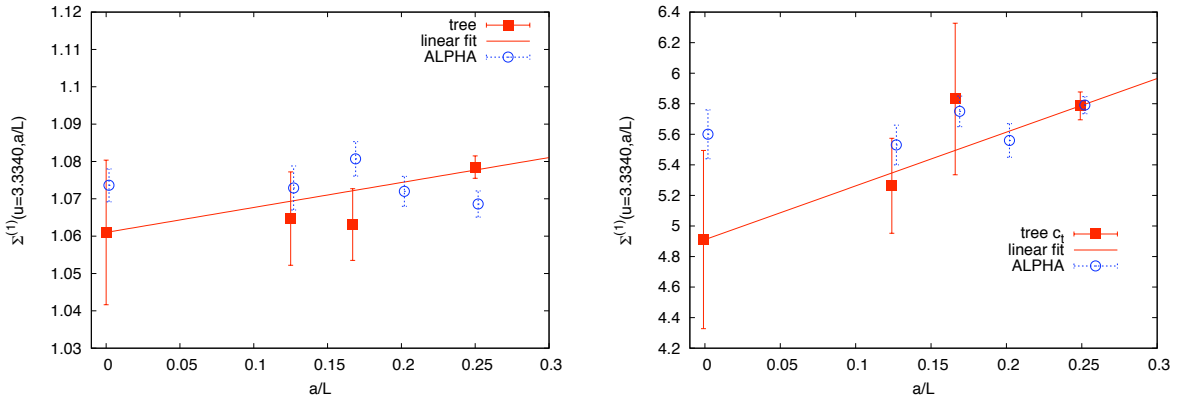 1.12
1.11
1.10
1.09
1.08
1.07
1.06
1.05
1.04
1.03
0 0.05 0.1 0.15 0.2 0.25 0.3
a/L
Σ(1)(u=3.3340,a/L)
tree
linear fit
ALPHA
6.4
6.2
6
5.8
5.6
5.4
5.2
5
4.8
4.6
4.4
4.2
0 0.05 0.1 0.15 0.2 0.25 0.3
a/L
Σ(1)(u=3.3340,a/L)
tree ct
linear fit
ALPHA